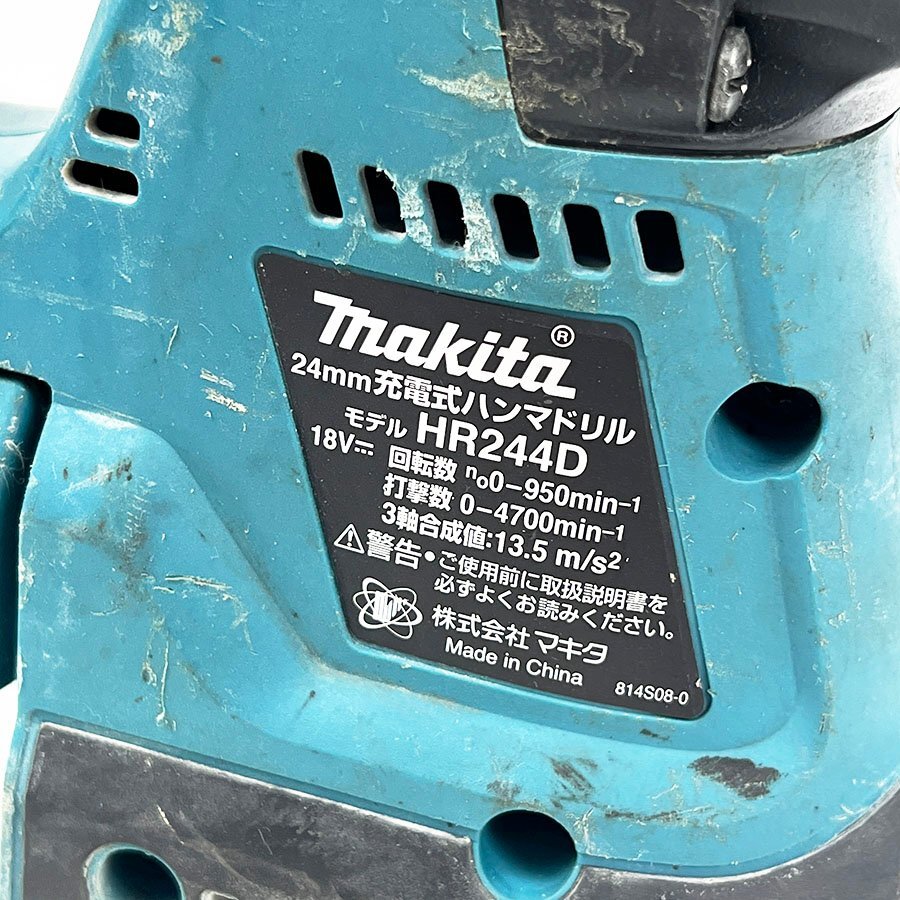 makita®
24mm充電式ハンマドリル
モデル HR244D
18V⎓ 回転数 n₀0-950min⁻¹
打撃数 0-4700min⁻¹
3軸合成値:13.5 m/s²
⚠警告・ご使用前に取扱説明書を
必ずよくお読みください。
株式会社 マキタ
Made in China
814S08-0